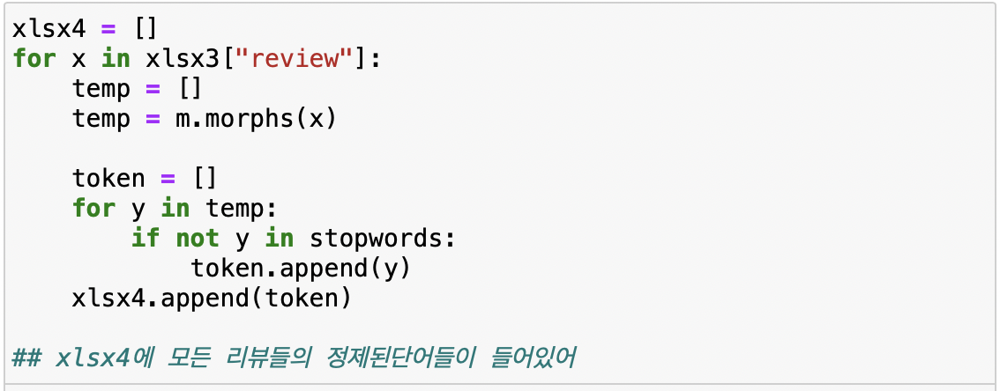 xlsx4 = []
for x in xlsx3["review"]:
    temp = []
    temp = m.morphs(x)

    token = []
    for y in temp:
        if not y in stopwords:
            token.append(y)
    xlsx4.append(token)

## xlsx4에 모든 리뷰들의 정제된단어들이 들어있어